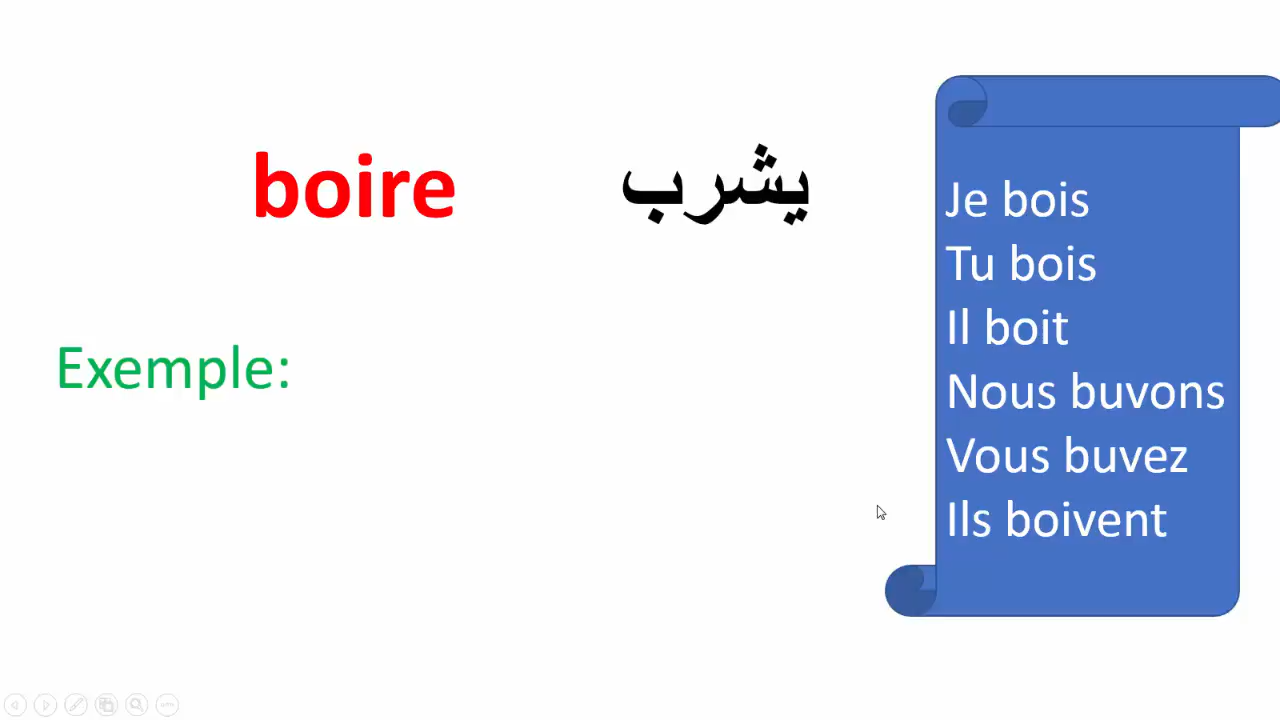 boire يشرب
Exemple:
Je bois
Tu bois
Il boit
Nous buvons
Vous buvez
Ils boivent